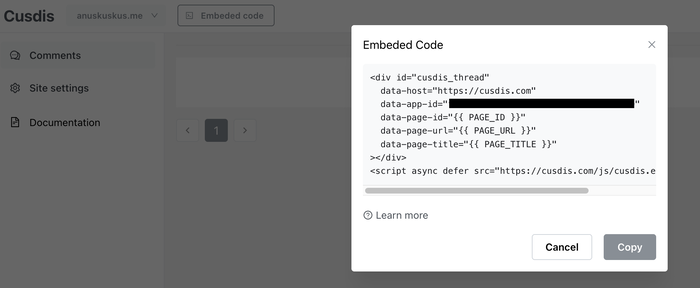 Cusdis
anuskuskus.me
Embeded code
Comments
Site settings
Documentation
1
Embeded Code
<div id="cusdis_thread"
data-host="https://cusdis.com"
data-app-id=" "
data-page-id="{{ PAGE_ID }}"
data-page-url="{{ PAGE_URL }}"
data-page-title="{{ PAGE_TITLE }}"
></div>
<script async defer src="https://cusdis.com/js/cusdis.e
Learn more
Cancel
Copy